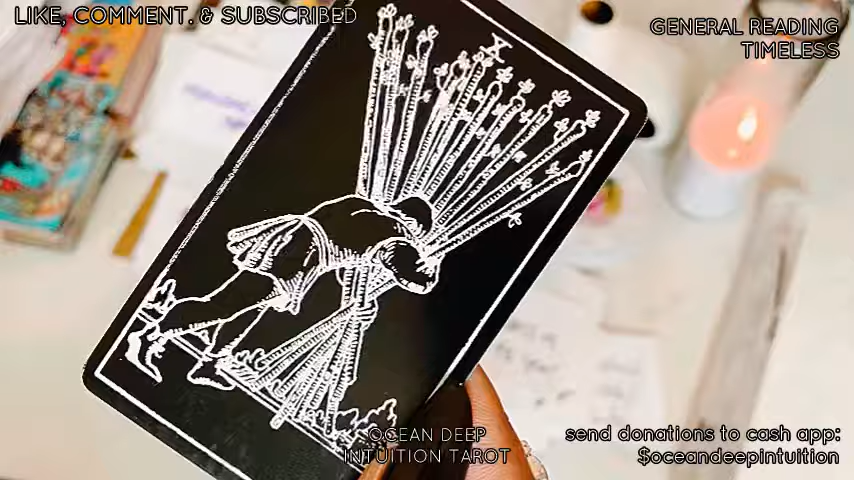 LIKE, COMMENT. & SUBSCRIBED
GENERAL READING
TIMELESS
X
OCEAN DEEP
INTUITION TAROT
send donations to cash app:
$oceandeepintuition